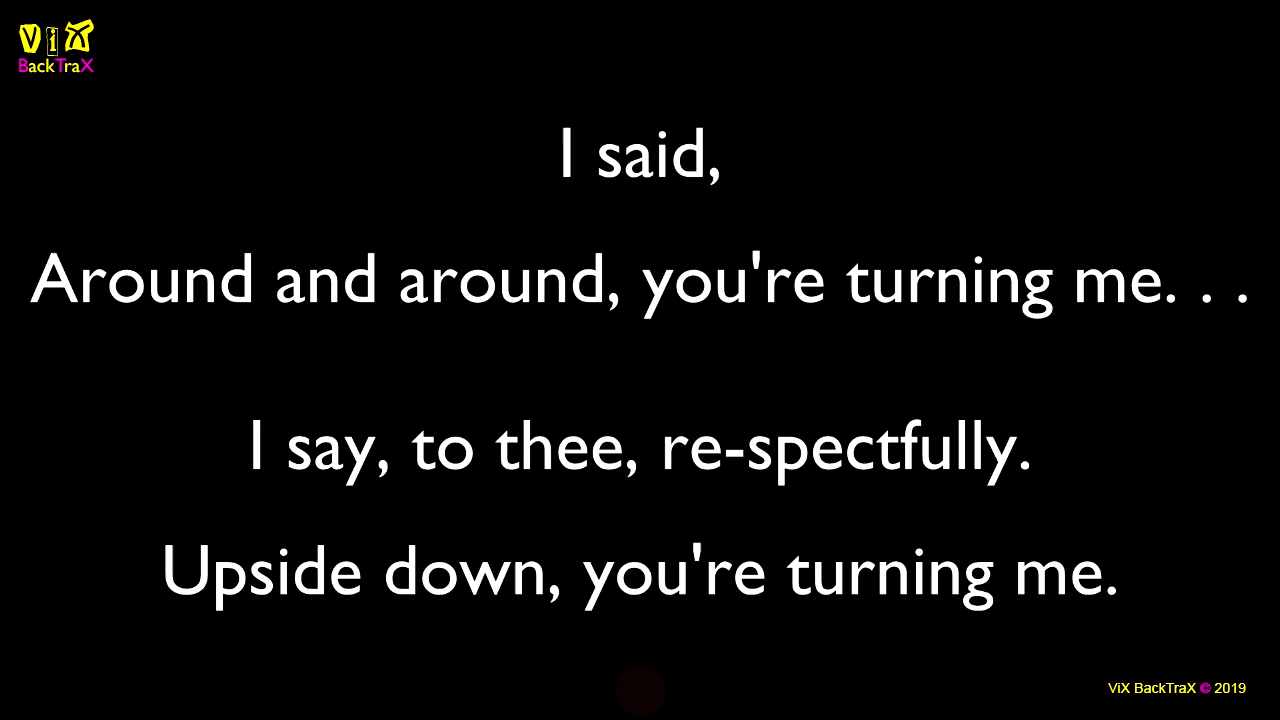 ViX
BackTraX
I said,
Around and around, you're turning me. . .
I say, to thee, re-spectfully.
Upside down, you're turning me.
ViX BackTraX © 2019